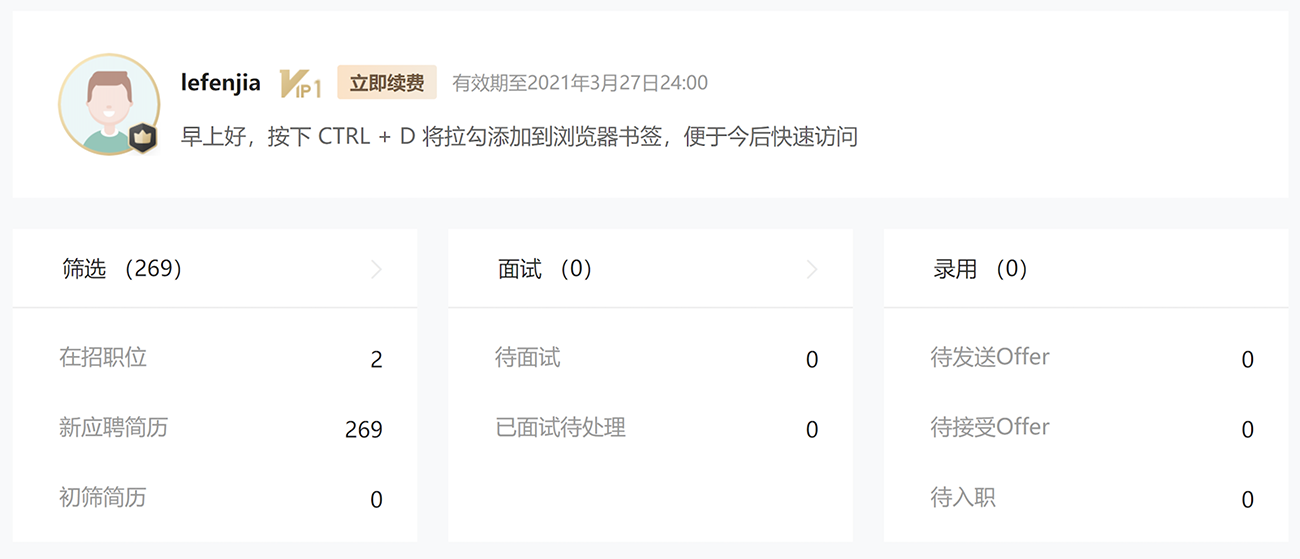 lefenjia VIP1 立即续费 有效期至2021年3月27日24:00
早上好，按下 CTRL + D 将拉勾添加到浏览器书签，便于今后快速访问
筛选 （269）
在招职位 2
新应聘简历 269
初筛简历 0
面试 （0）
待面试 0
已面试待处理 0
录用 （0）
待发送Offer 0
待接受Offer 0
待入职 0